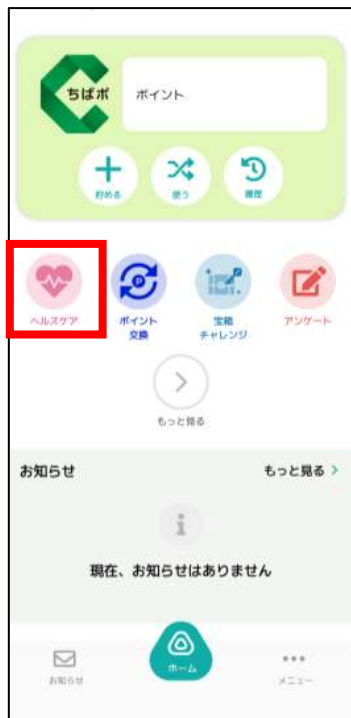 ちばポ
ポイント
貯める
使う
履歴
ヘルスケア
ポイント
交換
宝箱
チャレンジ
アンケート
もっと見る
お知らせ
もっと見る
現在、お知らせはありません
お知らせ
ホーム
メニュー